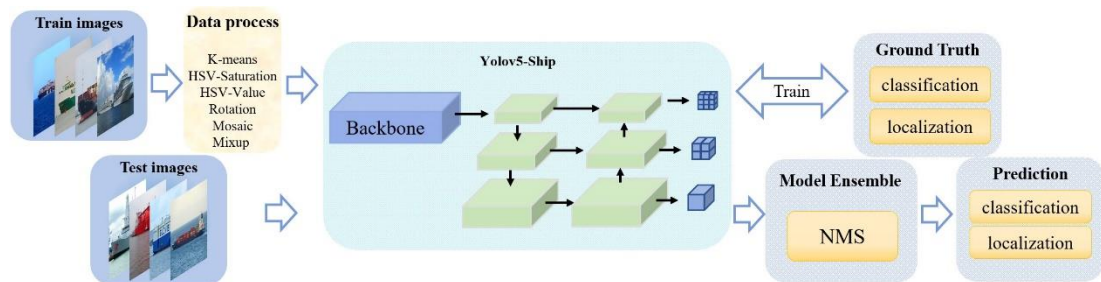 Train images
Data process
K-means
HSV-Saturation
HSV-Value
Rotation
Mosaic
Mixup
Test images
Yolov5-Ship
Backbone
Train
Ground Truth
classification
localization
Model Ensemble
NMS
Prediction
classification
localization